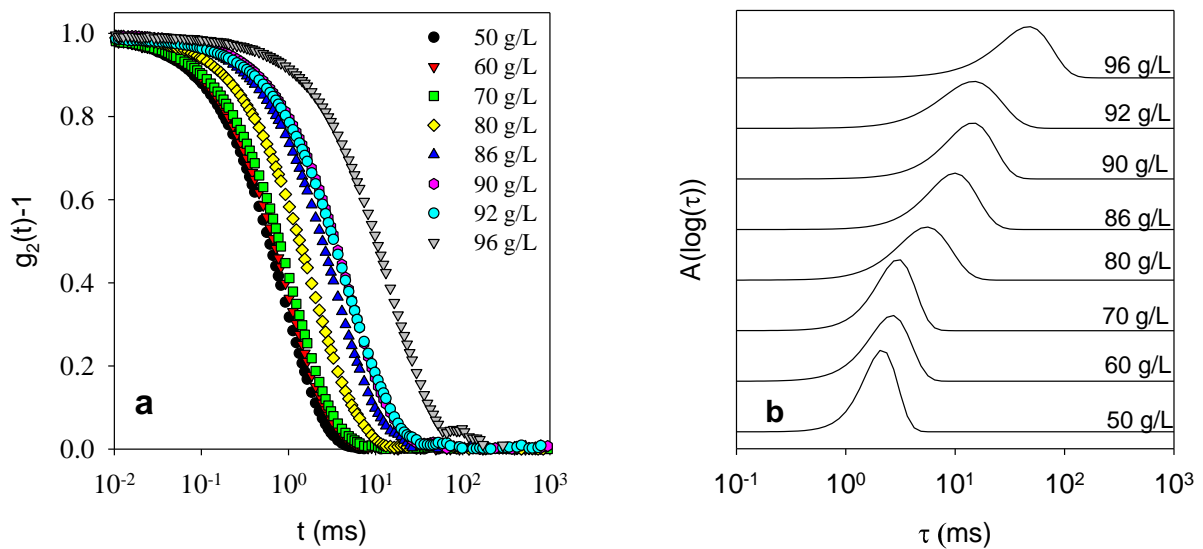 1.0
0.8
0.6
0.4
0.2
0.0
g₂(t)-1
50 g/L
60 g/L
70 g/L
80 g/L
86 g/L
90 g/L
92 g/L
96 g/L
a
10⁻² 10⁻¹ 10⁰ 10¹ 10² 10³
t (ms)
A(log(τ))
96 g/L
92 g/L
90 g/L
86 g/L
80 g/L
70 g/L
60 g/L
50 g/L
b
10⁻¹ 10⁰ 10¹ 10² 10³
τ (ms)